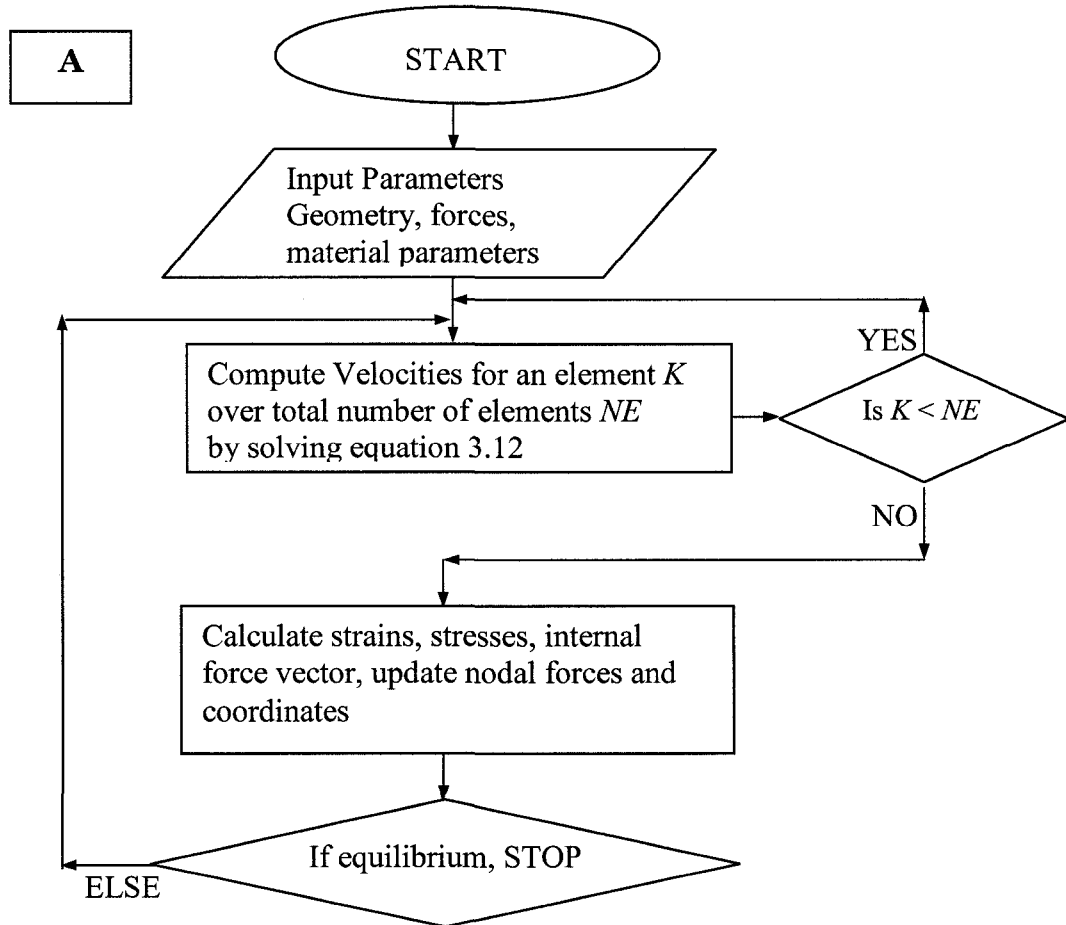 A
START
Input Parameters
Geometry, forces,
material parameters
YES
Compute Velocities for an element K
over total number of elements NE
by solving equation 3.12
Is K < NE
NO
Calculate strains, stresses, internal
force vector, update nodal forces and
coordinates
If equilibrium, STOP
ELSE